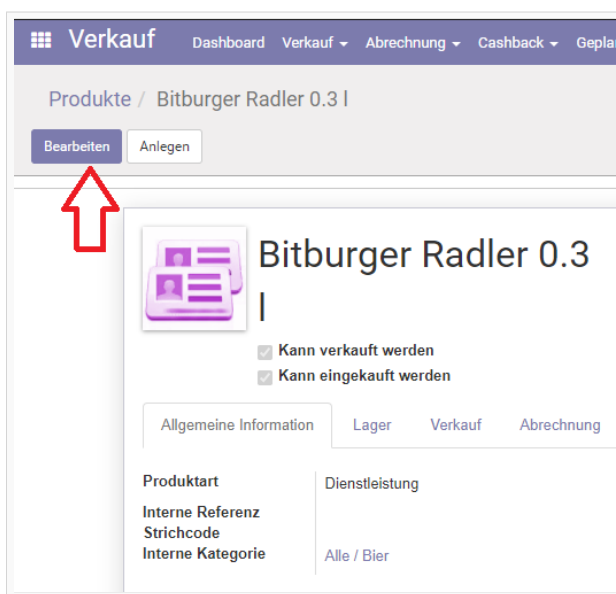 Verkauf Dashboard Verkauf Abrechnung Cashback Gepla
Produkte / Bitburger Radler 0.3 l
Bearbeiten Anlegen
Bitburger Radler 0.3
l
Kann verkauft werden
Kann eingekauft werden
Allgemeine Information Lager Verkauf Abrechnung
Produktart Dienstleistung
Interne Referenz
Strichcode
Interne Kategorie Alle / Bier